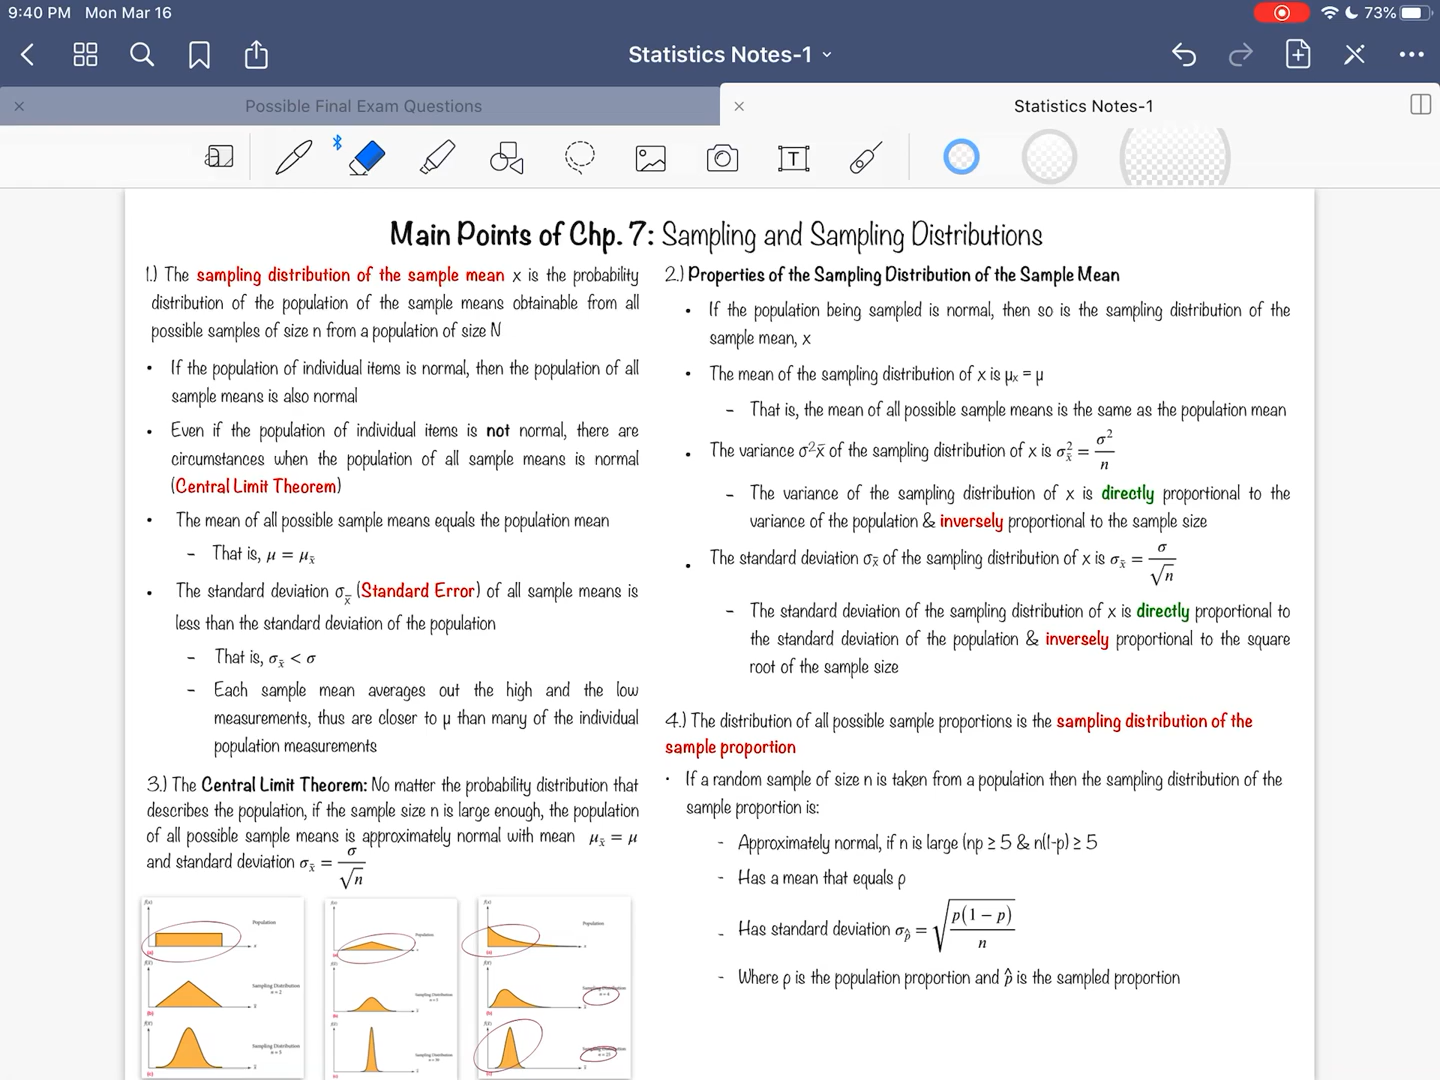 9:40 PM Mon Mar 16
73%
Statistics Notes-1
Possible Final Exam Questions
Statistics Notes-1
Main Points of Chp. 7: Sampling and Sampling Distributions
1.) The sampling distribution of the sample mean x is the probability
distribution of the population of the sample means obtainable from all
possible samples of size n from a population of size N
• If the population of individual items is normal, then the population of all
sample means is also normal
• Even if the population of individual items is not normal, there are
circumstances when the population of all sample means is normal
(Central Limit Theorem)
• The mean of all possible sample means equals the population mean
- That is, μ = μx̄
• The standard deviation σx̄ (Standard Error) of all sample means is
less than the standard deviation of the population
- That is, σx̄ < σ
- Each sample mean averages out the high and the low
measurements, thus are closer to μ than many of the individual
population measurements
3.) The Central Limit Theorem: No matter the probability distribution that
describes the population, if the sample size n is large enough, the population
of all possible sample means is approximately normal with mean μx̄ = μ
and standard deviation σx̄ = σ/√n
f(x)
Population
x
(a)
f(x̄)
Sampling Distribution
n = 2
x̄
(b)
f(x̄)
Sampling Distribution
n = 5
x̄
(c)
Population
Sampling Distribution
Sampling Distribution
f(x)
Population
x
f(x̄)
Sampling Distribution
x̄
f(x̄)
Sampling Distribution
x̄
2.) Properties of the Sampling Distribution of the Sample Mean
• If the population being sampled is normal, then so is the sampling distribution of the
sample mean, x
• The mean of the sampling distribution of x is μx = μ
- That is, the mean of all possible sample means is the same as the population mean
• The variance σ²x̄ of the sampling distribution of x is σ²x̄ = σ²/n
- The variance of the sampling distribution of x is directly proportional to the
variance of the population & inversely proportional to the sample size
• The standard deviation σx̄ of the sampling distribution of x is σx̄ = σ/√n
- The standard deviation of the sampling distribution of x is directly proportional to
the standard deviation of the population & inversely proportional to the square
root of the sample size
4.) The distribution of all possible sample proportions is the sampling distribution of the
sample proportion
• If a random sample of size n is taken from a population then the sampling distribution of the
sample proportion is:
- Approximately normal, if n is large (np ≥ 5 & n(1-p) ≥ 5
- Has a mean that equals ρ
- Has standard deviation σp̂ = √(p(1 − p)/n)
- Where ρ is the population proportion and p̂ is the sampled proportion